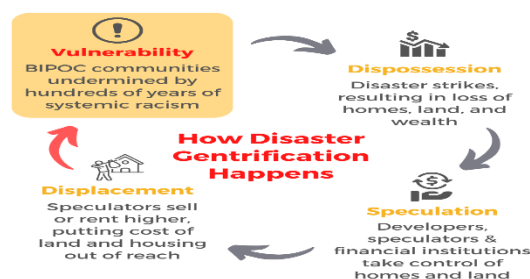 Vulnerability
BIPOC communities
undermined by
hundreds of years of
systemic racism
Dispossession
Disaster strikes,
resulting in loss of
homes, land, and
wealth
How Disaster
Gentrification
Happens
Displacement
Speculators sell
or rent higher,
putting cost of
land and housing
out of reach
Speculation
Developers,
speculators &
financial institutions
take control of
homes and land